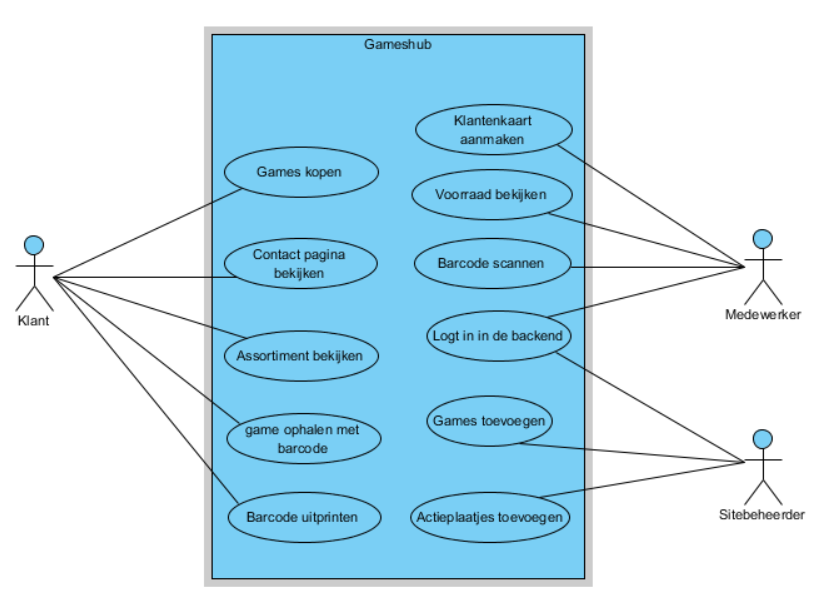 Gameshub
Klantenkaart
aanmaken
Games kopen
Voorraad bekijken
Contact pagina
bekijken
Barcode scannen
Klant
Medewerker
Logt in in de backend
Assortiment bekijken
Games toevoegen
game ophalen met
barcode
Barcode uitprinten
Actieplaatjes toevoegen
Sitebeheerder